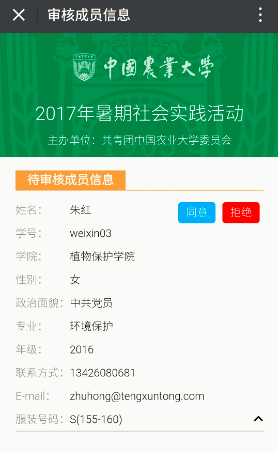 审核成员信息
中国农业大学
2017年暑期社会实践活动
主办单位：共青团中国农业大学委员会
待审核成员信息
姓名： 朱红 同意 拒绝
学号： weixin03
学院： 植物保护学院
性别： 女
政治面貌：中共党员
专业： 环境保护
年级： 2016
联系方式：13426080681
E-mail： zhuhong@tengxuntong.com
服装号码：S(155-160)